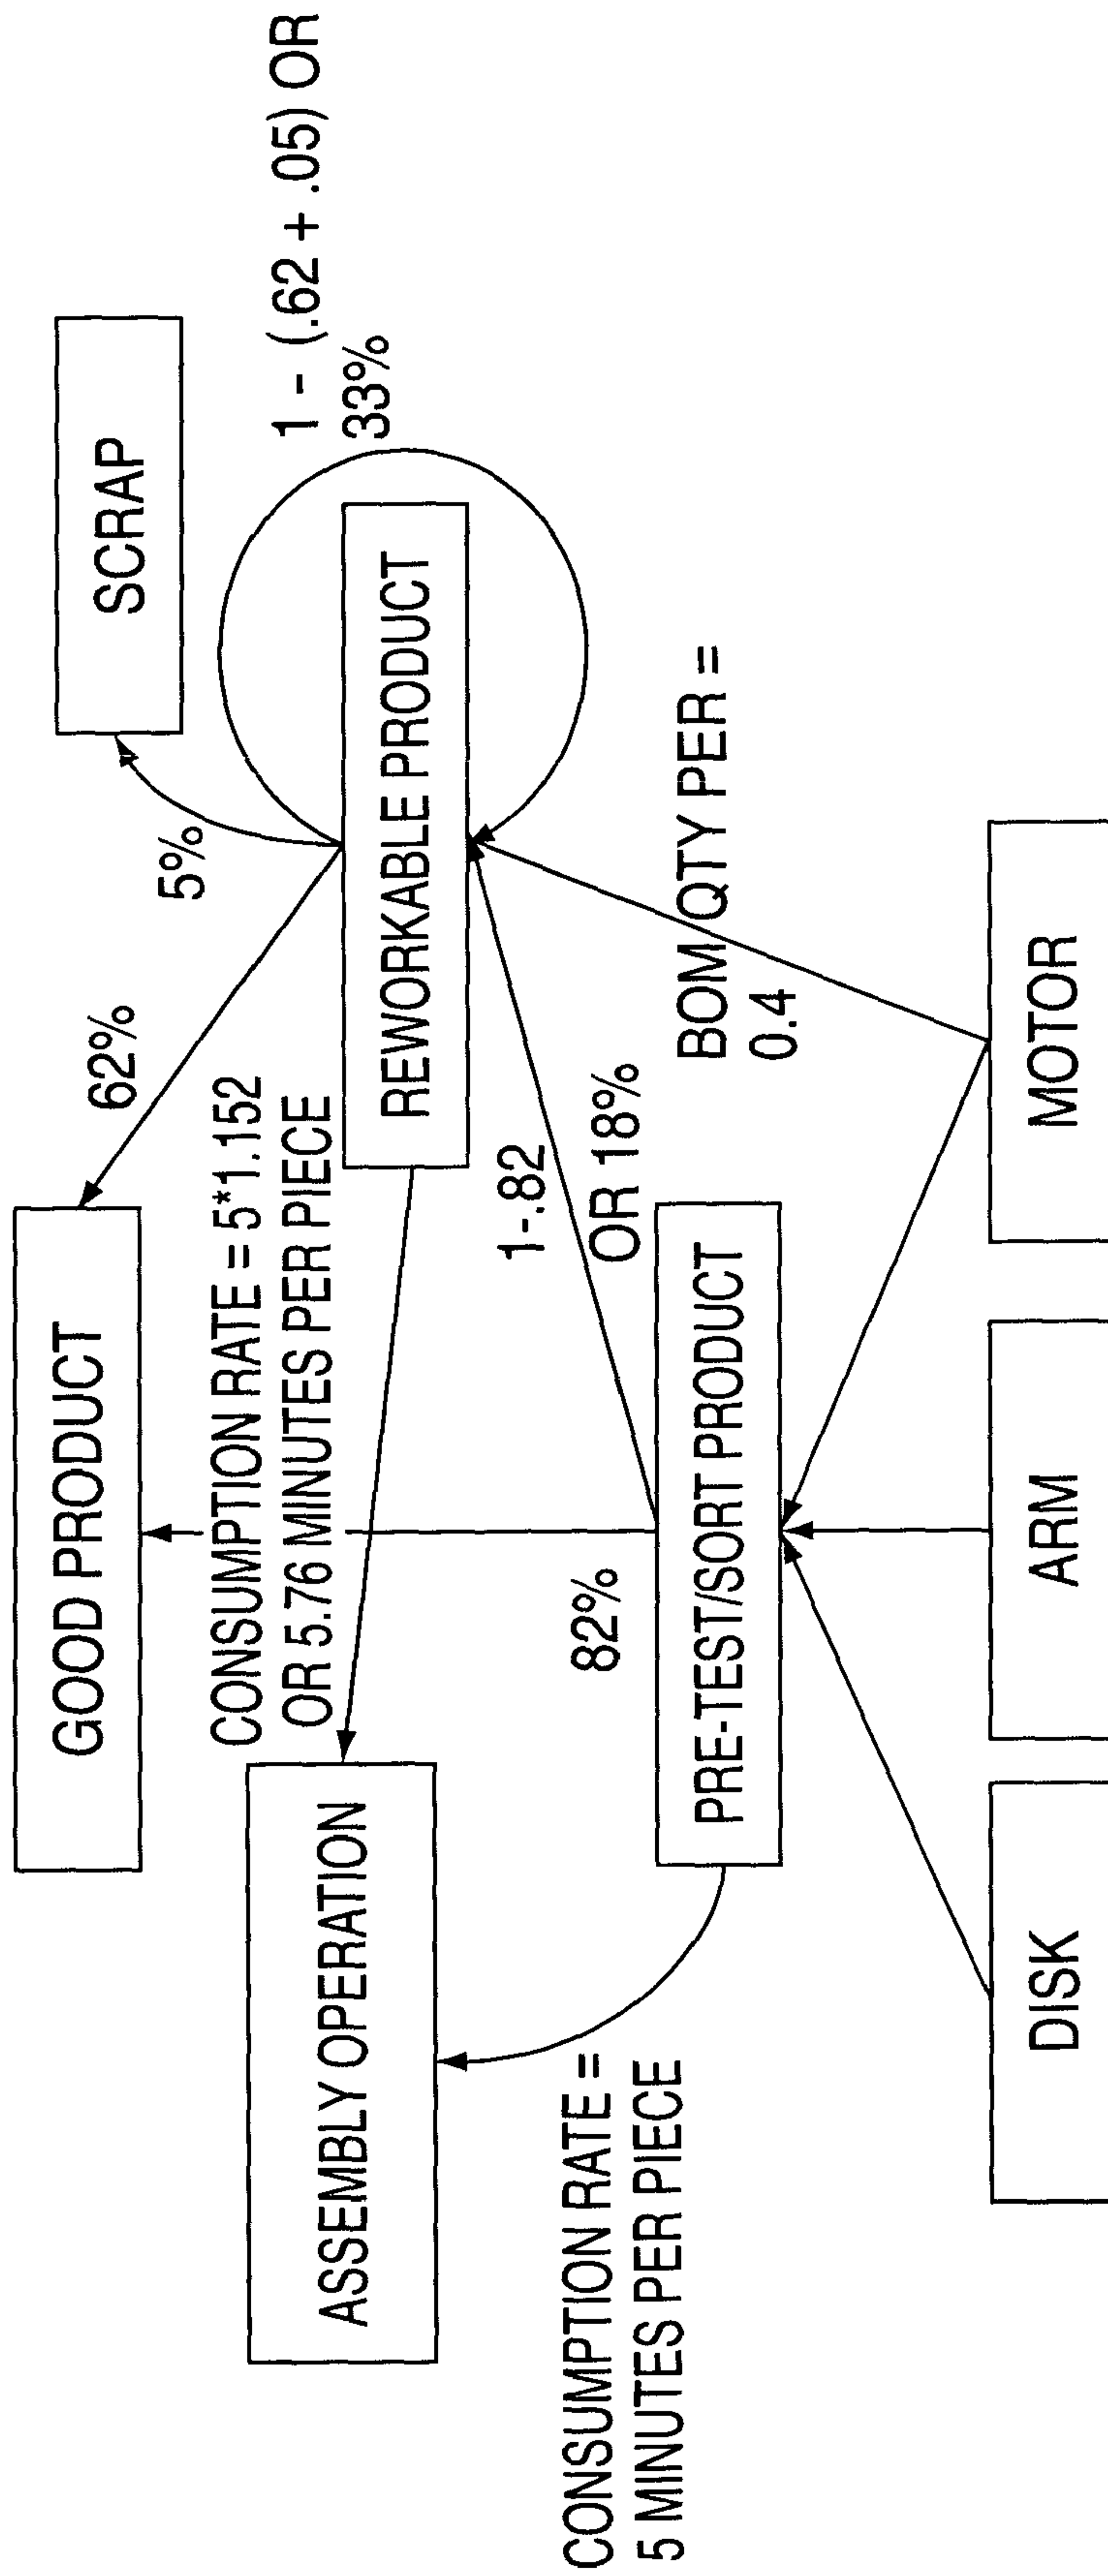 SCRAP
GOOD PRODUCT
5%
62%
1 - (.62 + .05) OR
33%
CONSUMPTION RATE = 5*1.152
OR 5.76 MINUTES PER PIECE
ASSEMBLY OPERATION
REWORKABLE PRODUCT
1-.82
OR 18%
82%
CONSUMPTION RATE =
5 MINUTES PER PIECE
BOM QTY PER =
0.4
PRE-TEST/SORT PRODUCT
DISK
ARM
MOTOR